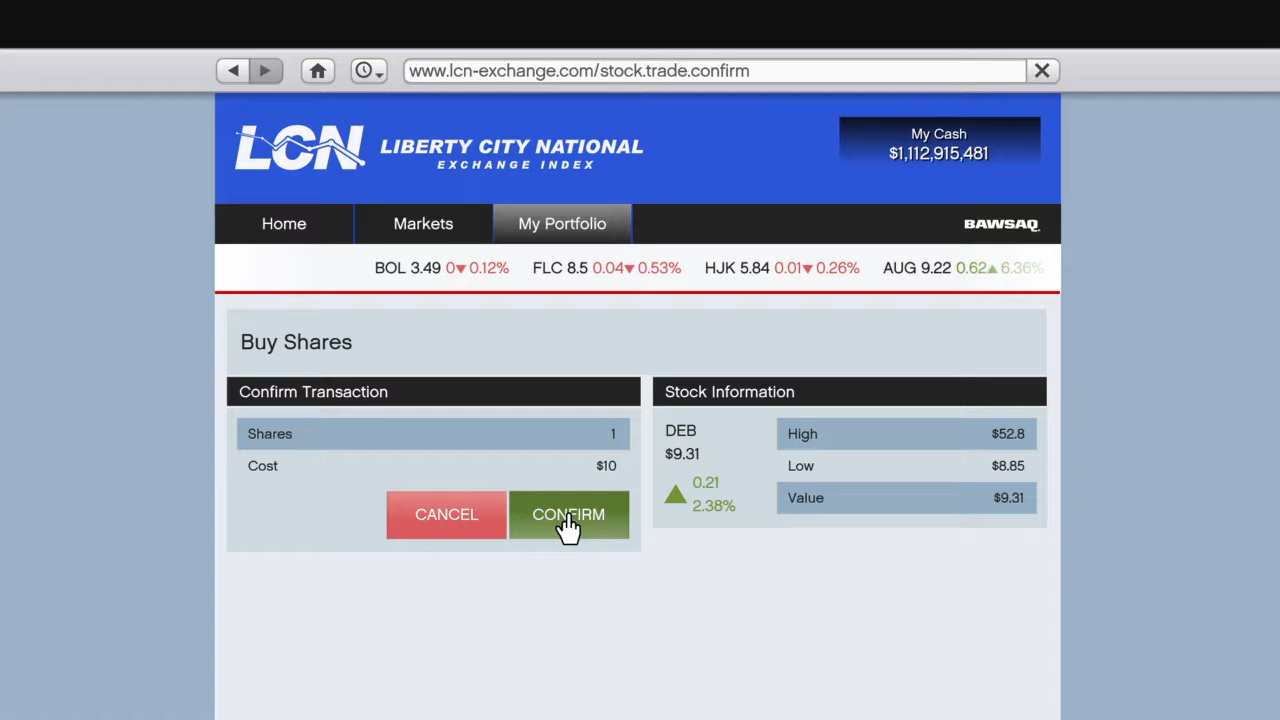 www.lcn-exchange.com/stock.trade.confirm
LCN LIBERTY CITY NATIONAL
EXCHANGE INDEX
My Cash
$1,112,915,481
Home Markets My Portfolio BAWSAQ
BOL 3.49 0▼0.12% FLC 8.5 0.04▼0.53% HJK 5.84 0.01▼0.26% AUG 9.22 0.62▲6.36%
Buy Shares
Confirm Transaction
Shares 1
Cost $10
CANCEL CONFIRM
Stock Information
DEB
$9.31
0.21
2.38%
High $52.8
Low $8.85
Value $9.31